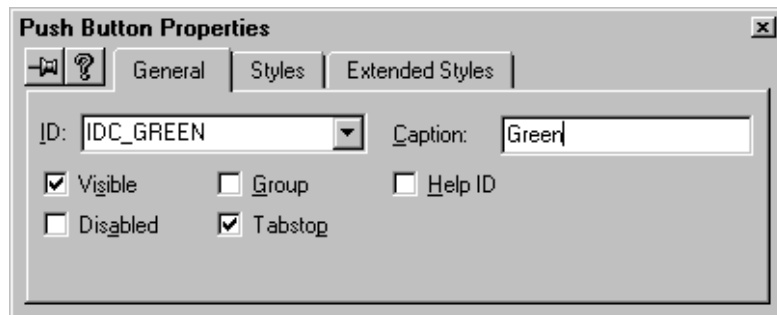 Push Button Properties
General Styles Extended Styles
ID: IDC_GREEN Caption: Green
Visible Group Help ID
Disabled Tabstop